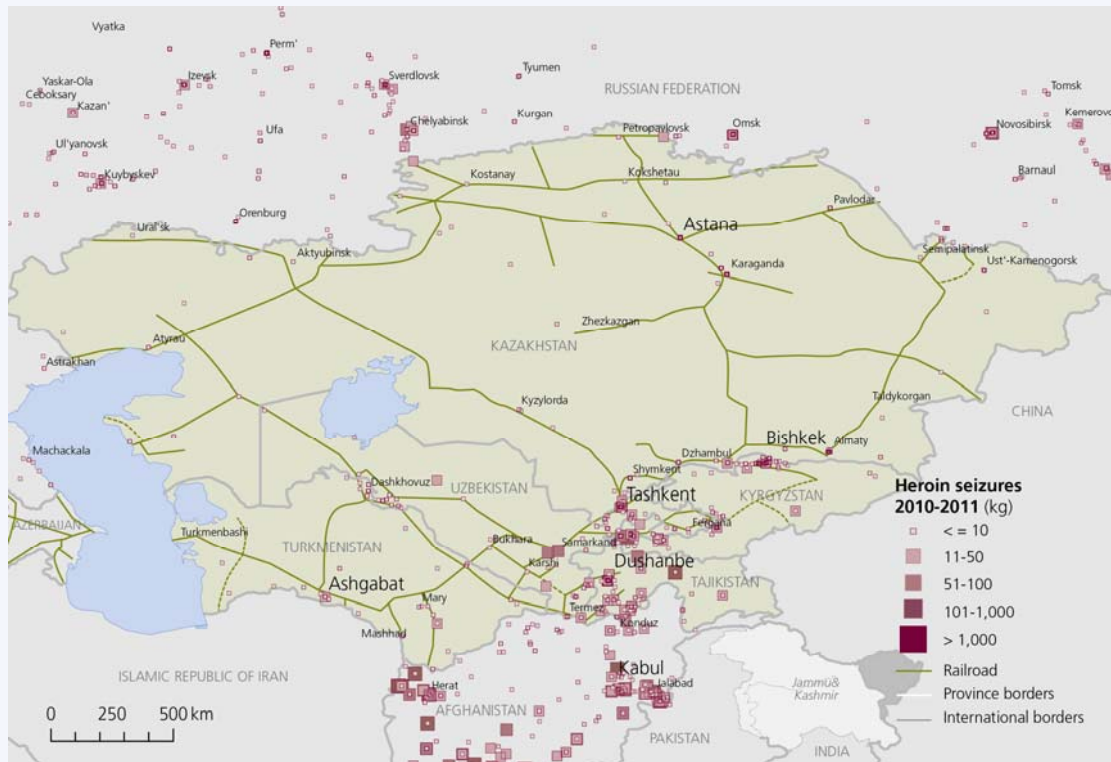 Vyatka
Perm'
Tyumen
Tomsk
Yaskar-Ola
Izevsk
Sverdlovsk
RUSSIAN FEDERATION
Ceboksary
Kazan'
Kemerovo
Chelyabinsk
Kurgan
Petropavlovsk
Omsk
Novosibirsk
Ufa
Ul'yanovsk
Kuybyskev
Kostanay
Kokshetau
Barnaul
Orenburg
Pavlodar
Ural'sk
Astana
Aktyubinsk
Semipalatinsk
Karaganda
Ust'-Kamenogorsk
Zhezkazgan
Atyrau
KAZAKHSTAN
Astrakhan
Kyzylorda
Taldykorgan
CHINA
Bishkek
Almaty
Machackala
Dzhambul
Shymkent
Dashkhovuz
UZBEKISTAN
Tashkent
KYRGYZSTAN
AZERBAIJAN
Turkmenbashi
TURKMENISTAN
Bukhara
Samarkand
Fergana
Karshi
Dushanbe
Ashgabat
TAJIKISTAN
Mary
Termez
Mashhad
Konduz
ISLAMIC REPUBLIC OF IRAN
Kabul
Herat
Jalabad
AFGHANISTAN
PAKISTAN
Jammu &
Kashmir
INDIA
0 250 500 km
Heroin seizures
2010-2011 (kg)
< = 10
11-50
51-100
101-1,000
> 1,000
Railroad
Province borders
International borders